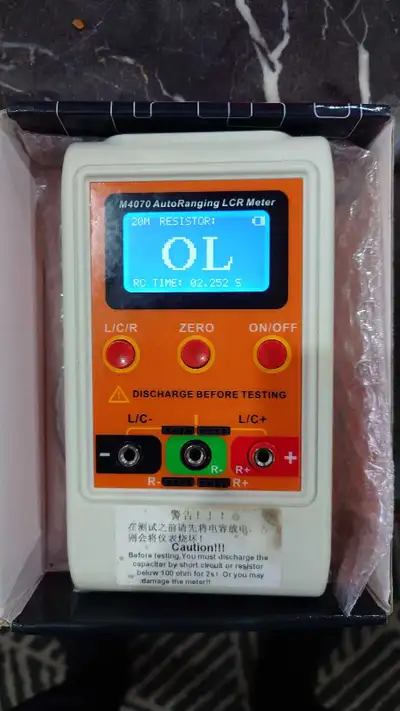 M4070 AutoRanging LCR Meter
20M RESISTOR:
OL
RC TIME: 02.252 S
L/C/R ZERO ON/OFF
DISCHARGE BEFORE TESTING
L/C- L/C+
- R- R+ +
R- R+
警告！！！
在测试之前请先将电容放电
则会将仪表烧坏！
Caution!!!
Before testing,You must discharge the
capacitor by short circuit or resistor
below 100 ohm for 2s！Or you may
damage the meter!!